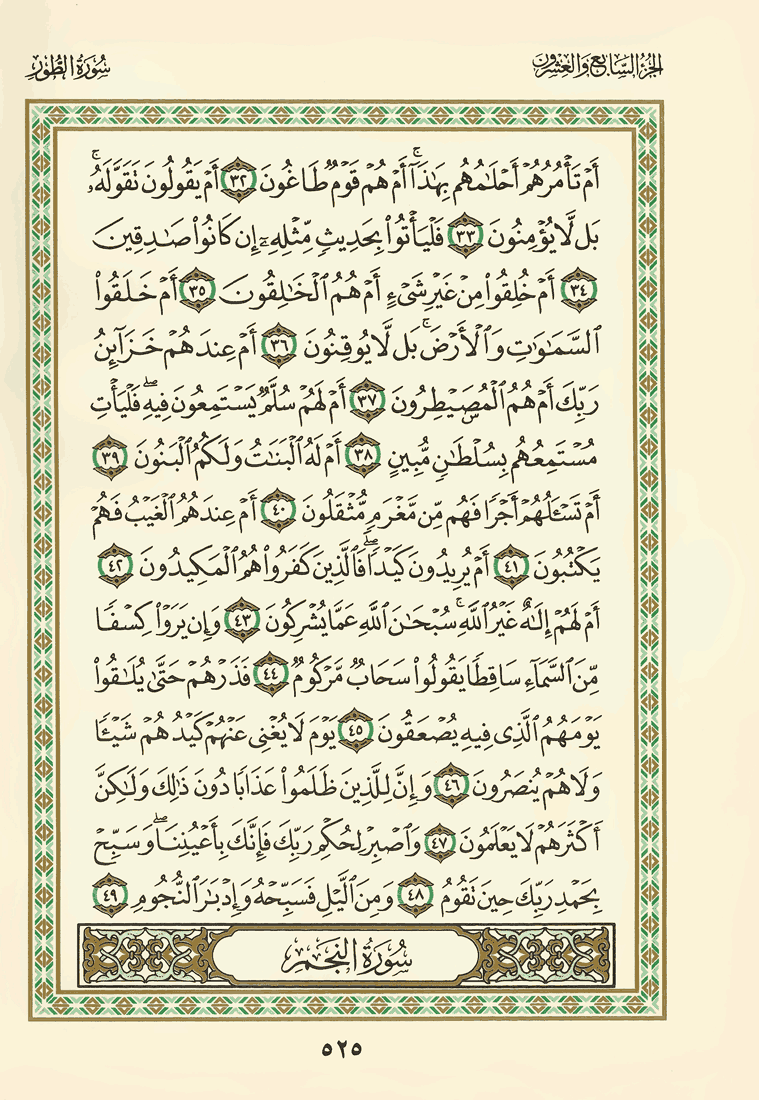 الجزء السابع والعشرون
سورة الطور
أَمْ تَأْمُرُهُمْ أَحْلَٰمُهُم بِهَٰذَآ ۚ أَمْ هُمْ قَوْمٌ طَاغُونَ ٣٢ أَمْ يَقُولُونَ تَقَوَّلَهُۥ ۚ
بَل لَّا يُؤْمِنُونَ ٣٣ فَلْيَأْتُوا۟ بِحَدِيثٍ مِّثْلِهِۦٓ إِن كَانُوا۟ صَٰدِقِينَ
٣٤ أَمْ خُلِقُوا۟ مِنْ غَيْرِ شَىْءٍ أَمْ هُمُ ٱلْخَٰلِقُونَ ٣٥ أَمْ خَلَقُوا۟
ٱلسَّمَٰوَٰتِ وَٱلْأَرْضَ ۚ بَل لَّا يُوقِنُونَ ٣٦ أَمْ عِندَهُمْ خَزَآئِنُ
رَبِّكَ أَمْ هُمُ ٱلْمُصَۣيْطِرُونَ ٣٧ أَمْ لَهُمْ سُلَّمٌ يَسْتَمِعُونَ فِيهِ ۖ فَلْيَأْتِ
مُسْتَمِعُهُم بِسُلْطَٰنٍ مُّبِينٍ ٣٨ أَمْ لَهُ ٱلْبَنَٰتُ وَلَكُمُ ٱلْبَنُونَ ٣٩
أَمْ تَسْـَٔلُهُمْ أَجْرًا فَهُم مِّن مَّغْرَمٍ مُّثْقَلُونَ ٤٠ أَمْ عِندَهُمُ ٱلْغَيْبُ فَهُمْ
يَكْتُبُونَ ٤١ أَمْ يُرِيدُونَ كَيْدًا ۖ فَٱلَّذِينَ كَفَرُوا۟ هُمُ ٱلْمَكِيدُونَ ٤٢
أَمْ لَهُمْ إِلَٰهٌ غَيْرُ ٱللَّهِ ۚ سُبْحَٰنَ ٱللَّهِ عَمَّا يُشْرِكُونَ ٤٣ وَإِن يَرَوْا۟ كِسْفًا
مِّنَ ٱلسَّمَآءِ سَاقِطًا يَقُولُوا۟ سَحَابٌ مَّرْكُومٌ ٤٤ فَذَرْهُمْ حَتَّىٰ يُلَٰقُوا۟
يَوْمَهُمُ ٱلَّذِى فِيهِ يُصْعَقُونَ ٤٥ يَوْمَ لَا يُغْنِى عَنْهُمْ كَيْدُهُمْ شَيْـًٔا
وَلَا هُمْ يُنصَرُونَ ٤٦ وَإِنَّ لِلَّذِينَ ظَلَمُوا۟ عَذَابًا دُونَ ذَٰلِكَ وَلَٰكِنَّ
أَكْثَرَهُمْ لَا يَعْلَمُونَ ٤٧ وَٱصْبِرْ لِحُكْمِ رَبِّكَ فَإِنَّكَ بِأَعْيُنِنَا ۖ وَسَبِّحْ
بِحَمْدِ رَبِّكَ حِينَ تَقُومُ ٤٨ وَمِنَ ٱلَّيْلِ فَسَبِّحْهُ وَإِدْبَٰرَ ٱلنُّجُومِ ٤٩
سورة النجم
٥٢٥